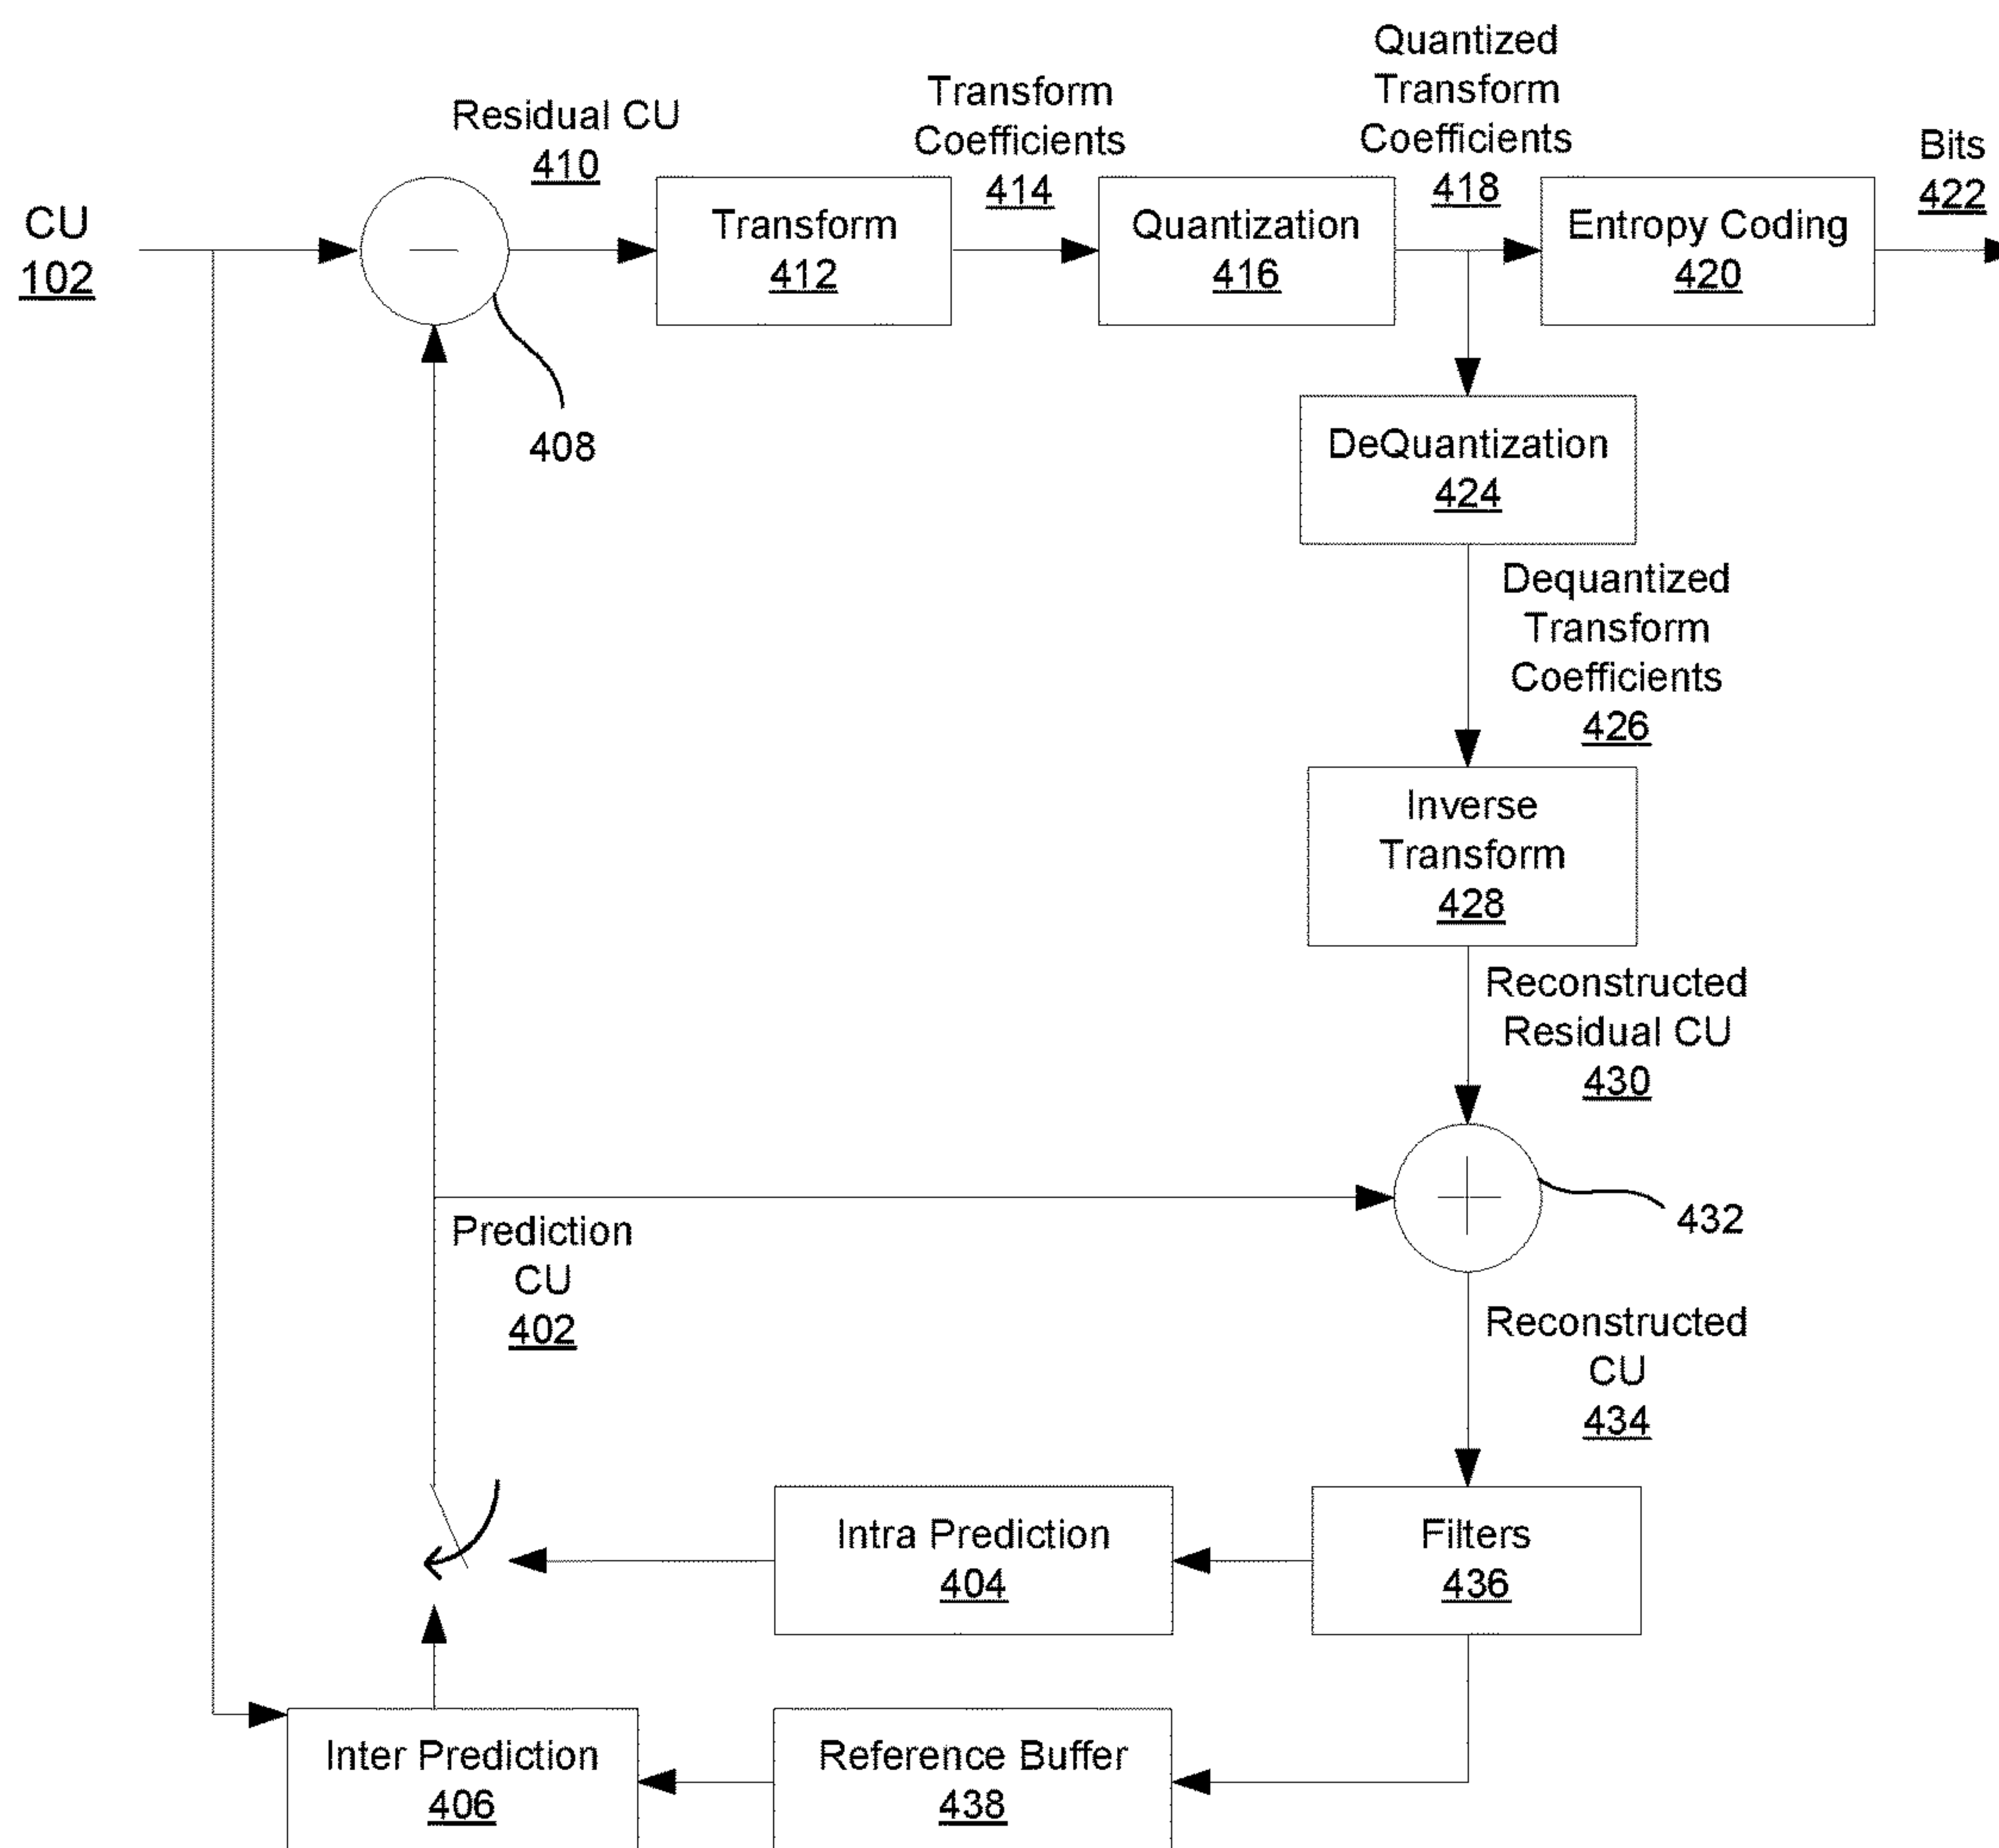 CU
102
Residual CU
410
408
Transform
412
Transform
Coefficients
414
Quantization
416
Quantized
Transform
Coefficients
418
Entropy Coding
420
Bits
422
DeQuantization
424
Dequantized
Transform
Coefficients
426
Inverse
Transform
428
Reconstructed
Residual CU
430
432
Prediction
CU
402
Reconstructed
CU
434
Intra Prediction
404
Filters
436
Inter Prediction
406
Reference Buffer
438